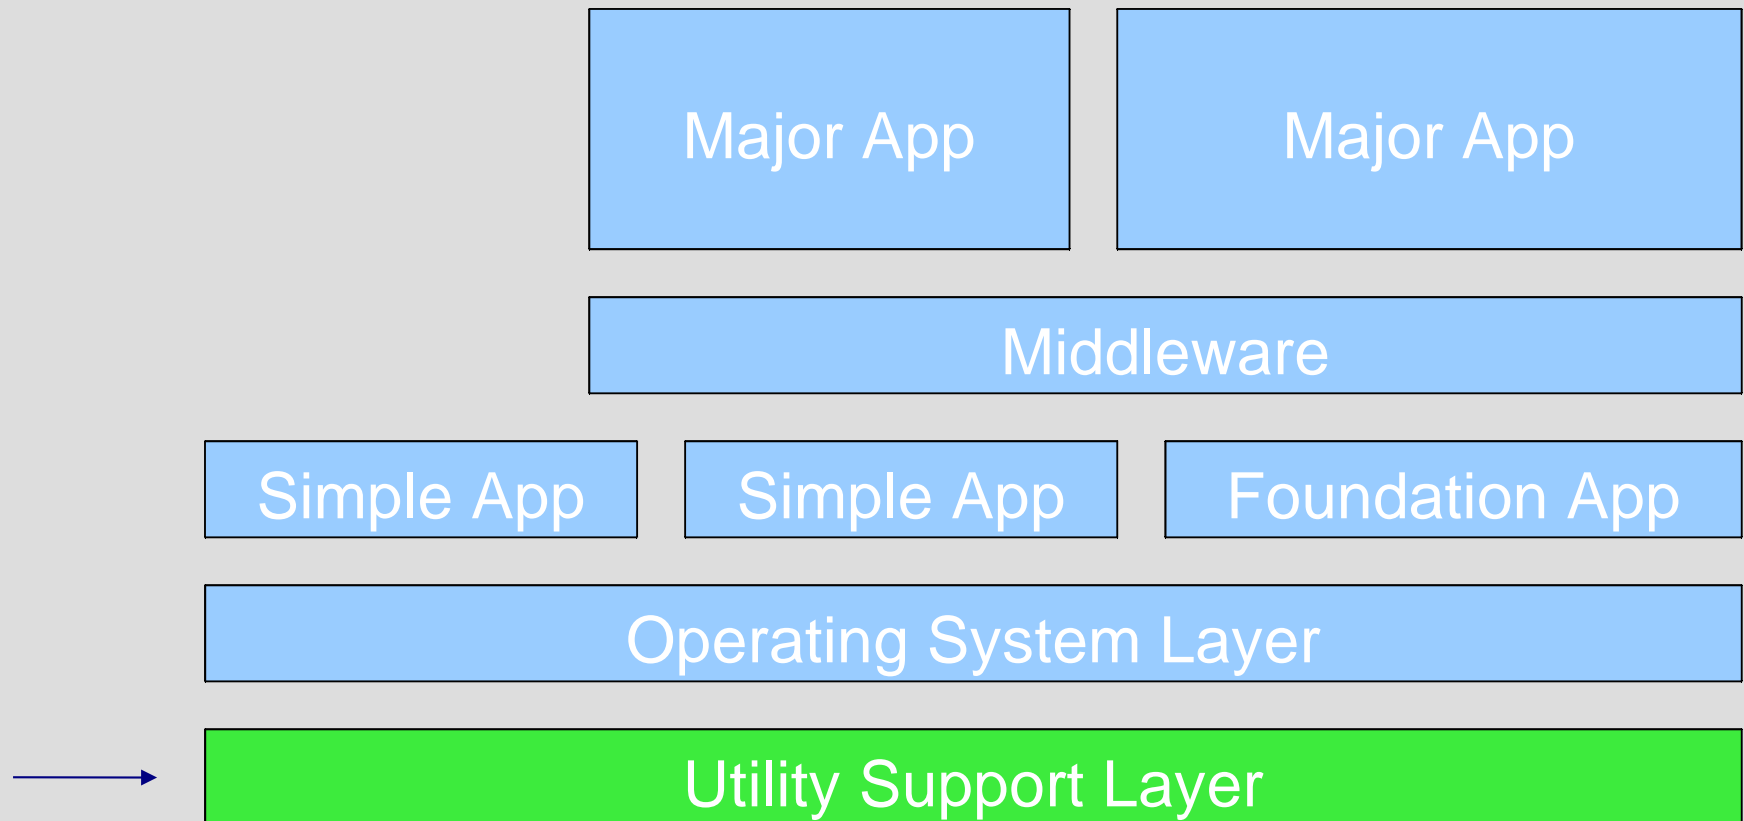 Major App
Major App
Middleware
Simple App
Simple App
Foundation App
Operating System Layer
Utility Support Layer